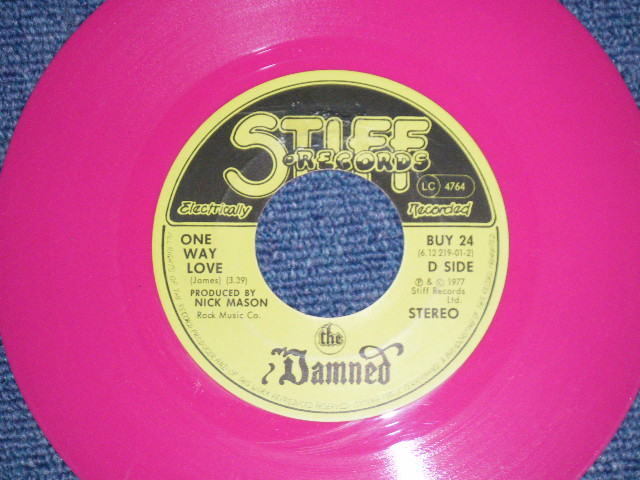 STIFF
RECORDS
LC 4764
Electrically Recorded
ONE
WAY
LOVE
(James) (3.39)
PRODUCED BY
NICK MASON
Rock Music Co.
BUY 24
(6.12 219-01-2)
D SIDE
℗ & © 1977
Stiff Records
Ltd.
STEREO
the
Damned